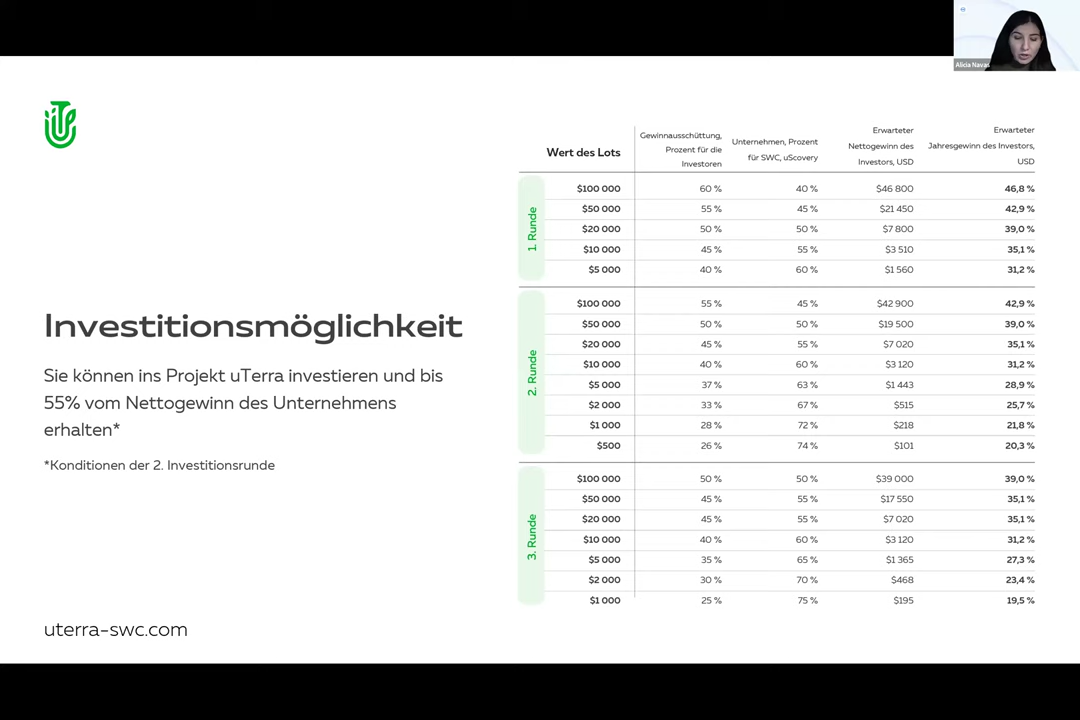 Alicia Navas
Investitionsmöglichkeit
Sie können ins Projekt uTerra investieren und bis
55% vom Nettogewinn des Unternehmens
erhalten*
*Konditionen der 2. Investitionsrunde
uterra-swc.com
Wert des Lots
Gewinnausschüttung,
Prozent für die
Investoren
Unternehmen, Prozent
für SWC, uScovery
Erwarteter
Nettogewinn des
Investors, USD
Erwarteter
Jahresgewinn des Investors,
USD
1. Runde
$100 000 60 % 40 % $46 800 46,8 %
$50 000 55 % 45 % $21 450 42,9 %
$20 000 50 % 50 % $7 800 39,0 %
$10 000 45 % 55 % $3 510 35,1 %
$5 000 40 % 60 % $1 560 31,2 %
2. Runde
$100 000 55 % 45 % $42 900 42,9 %
$50 000 50 % 50 % $19 500 39,0 %
$20 000 45 % 55 % $7 020 35,1 %
$10 000 40 % 60 % $3 120 31,2 %
$5 000 37 % 63 % $1 443 28,9 %
$2 000 33 % 67 % $515 25,7 %
$1 000 28 % 72 % $218 21,8 %
$500 26 % 74 % $101 20,3 %
3. Runde
$100 000 50 % 50 % $39 000 39,0 %
$50 000 45 % 55 % $17 550 35,1 %
$20 000 45 % 55 % $7 020 35,1 %
$10 000 40 % 60 % $3 120 31,2 %
$5 000 35 % 65 % $1 365 27,3 %
$2 000 30 % 70 % $468 23,4 %
$1 000 25 % 75 % $195 19,5 %